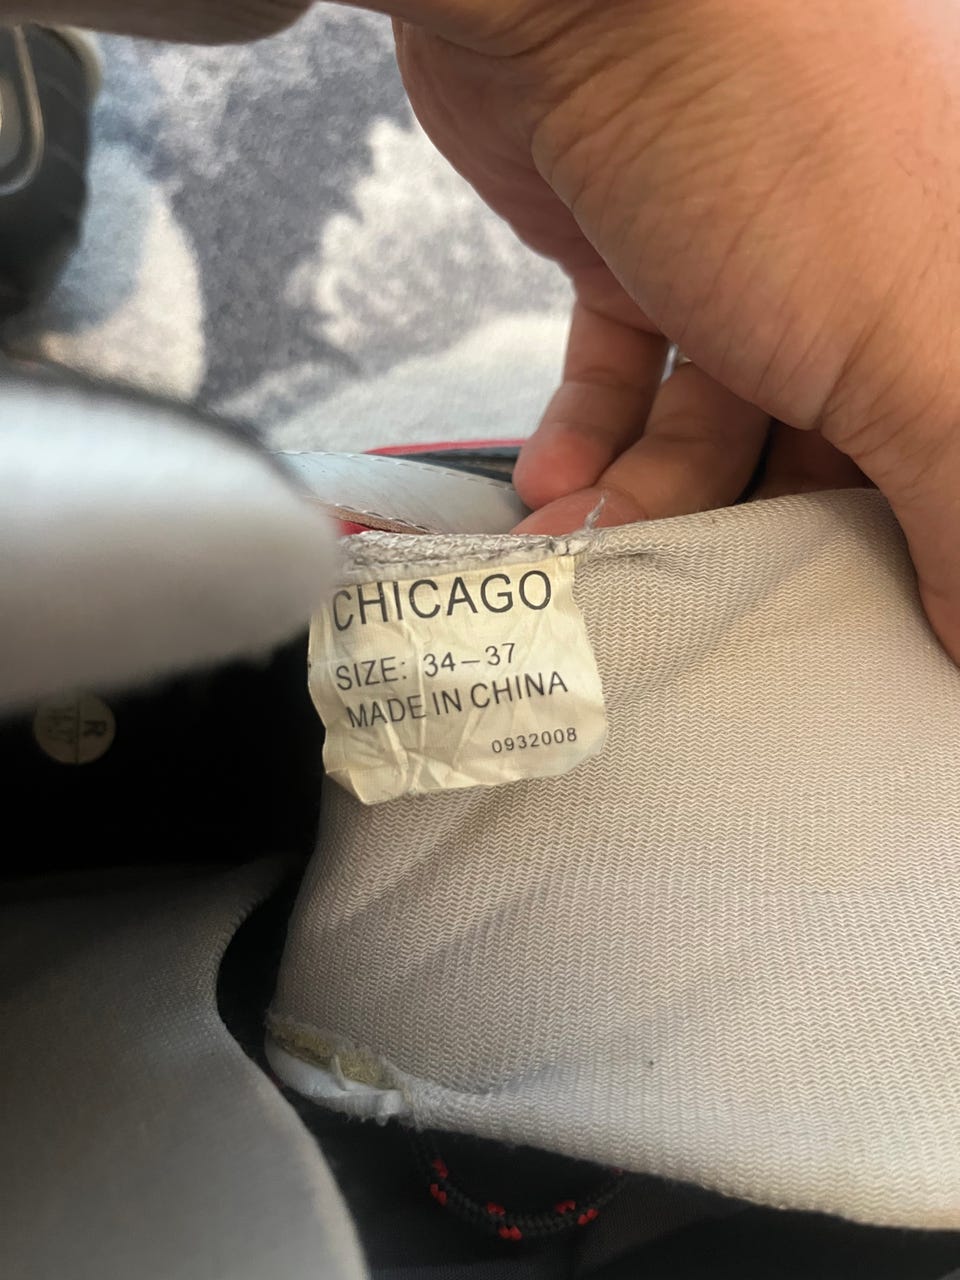 CHICAGO
SIZE: 34-37
MADE IN CHINA
0932008
R